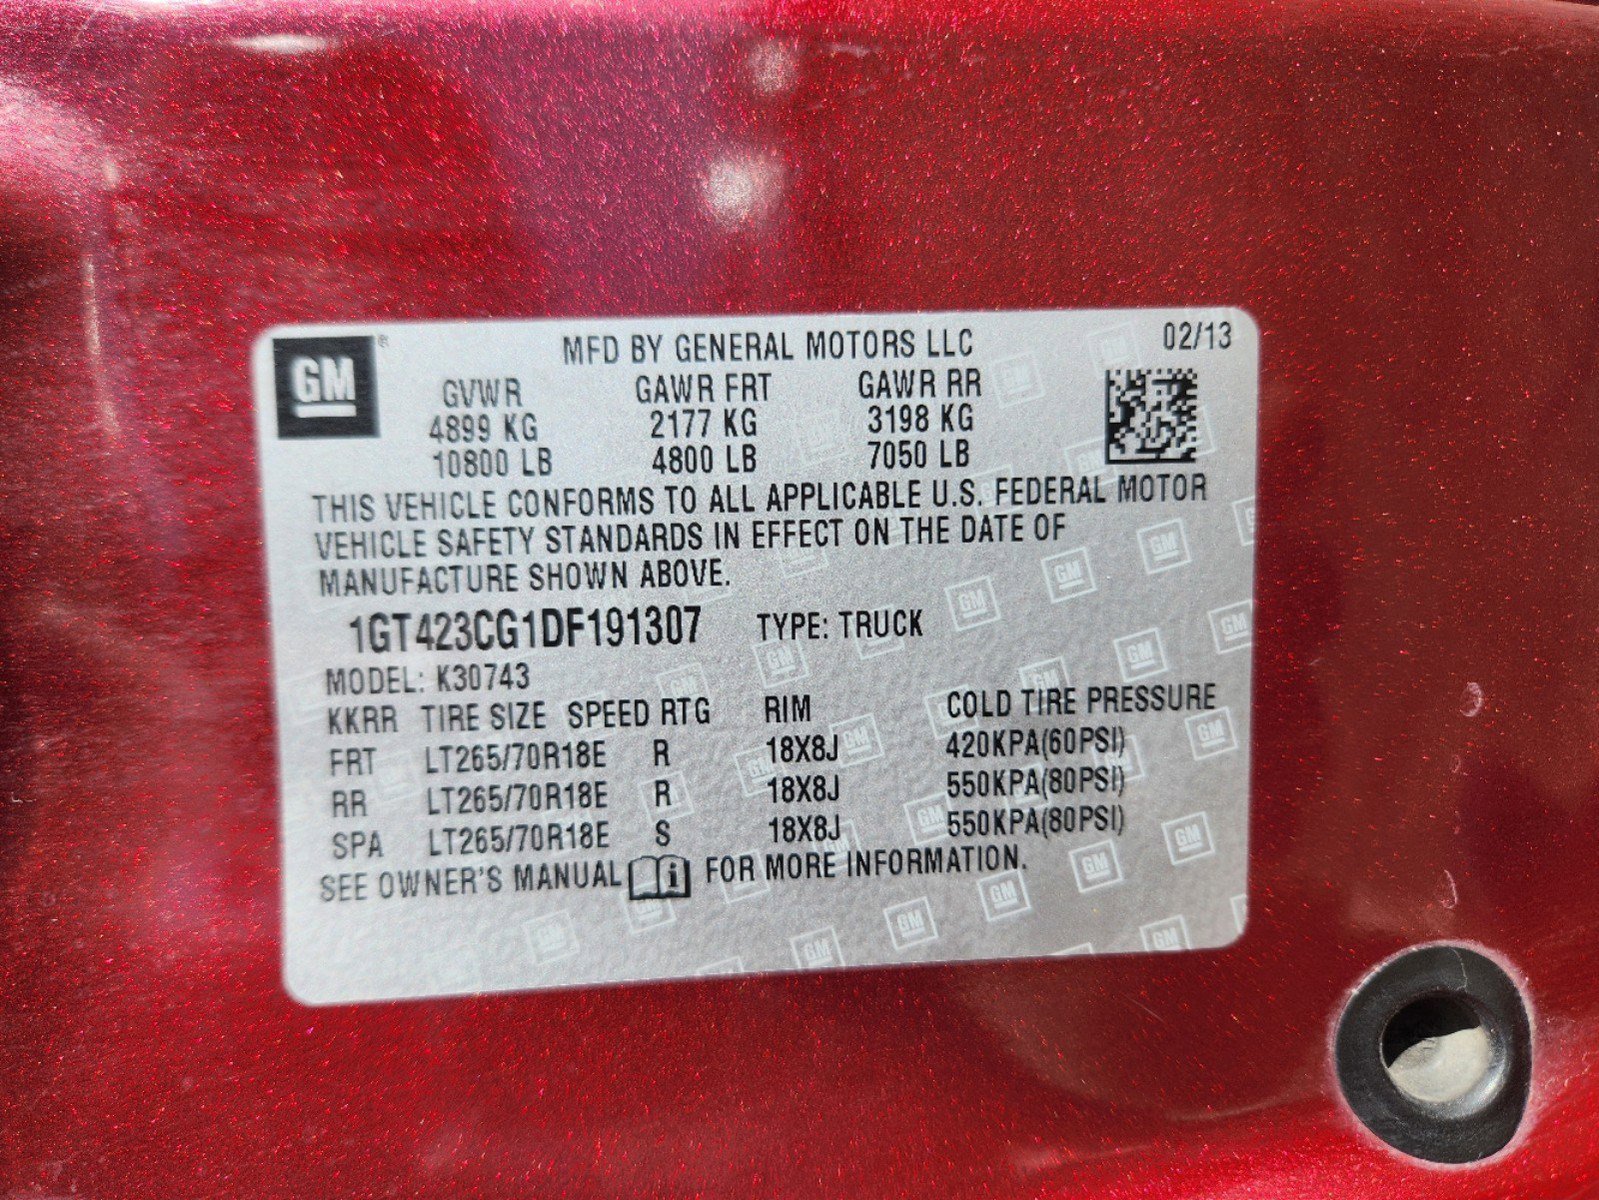 GM®
MFD BY GENERAL MOTORS LLC 02/13
GVWR GAWR FRT GAWR RR
4899 KG 2177 KG 3198 KG
10800 LB 4800 LB 7050 LB
THIS VEHICLE CONFORMS TO ALL APPLICABLE U.S. FEDERAL MOTOR
VEHICLE SAFETY STANDARDS IN EFFECT ON THE DATE OF
MANUFACTURE SHOWN ABOVE.
1GT423CG1DF191307 TYPE: TRUCK
MODEL: K30743
KKRR TIRE SIZE SPEED RTG RIM COLD TIRE PRESSURE
FRT LT265/70R18E R 18X8J 420KPA(60PSI)
RR LT265/70R18E R 18X8J 550KPA(80PSI)
SPA LT265/70R18E S 18X8J 550KPA(80PSI)
SEE OWNER'S MANUAL i FOR MORE INFORMATION.